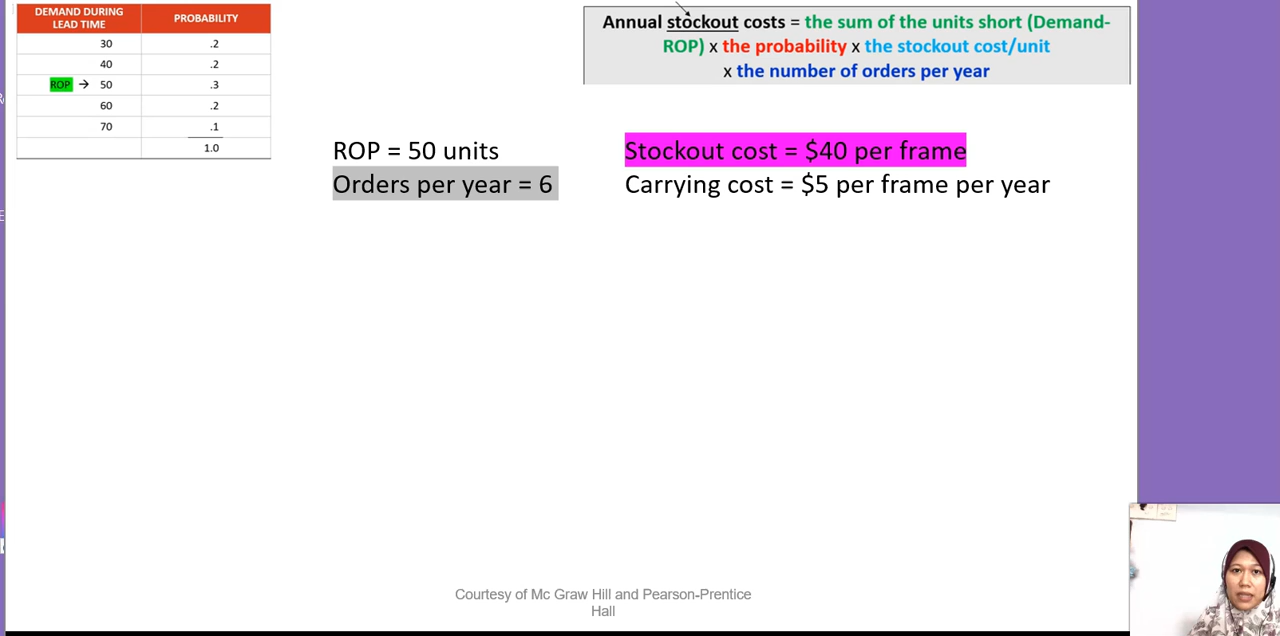 DEMAND DURING
LEAD TIME
PROBABILITY
30 .2
40 .2
ROP → 50 .3
60 .2
70 .1
1.0
Annual stockout costs = the sum of the units short (Demand-
ROP) x the probability x the stockout cost/unit
x the number of orders per year
ROP = 50 units
Orders per year = 6
Stockout cost = $40 per frame
Carrying cost = $5 per frame per year
Courtesy of Mc Graw Hill and Pearson-Prentice
Hall